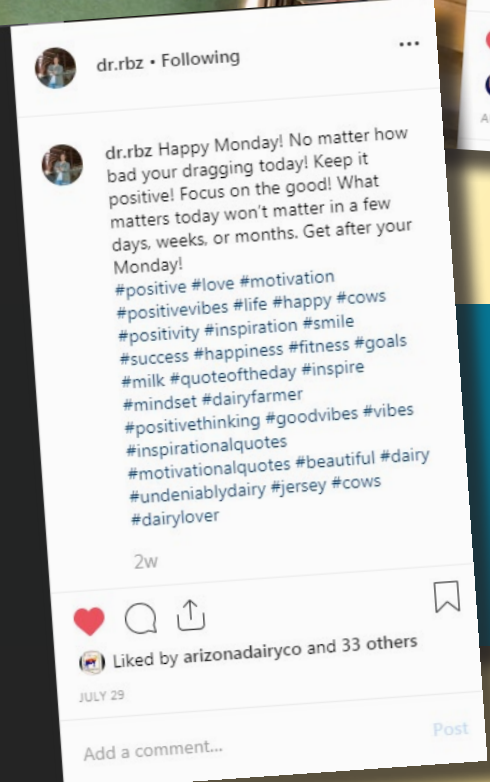 dr.rbz • Following
dr.rbz Happy Monday! No matter how
bad your dragging today! Keep it
positive! Focus on the good! What
matters today won't matter in a few
days, weeks, or months. Get after your
Monday!
#positive #love #motivation
#positivevibes #life #happy #cows
#positivity #inspiration #smile
#success #happiness #fitness #goals
#milk #quoteoftheday #inspire
#mindset #dairyfarmer
#positivethinking #goodvibes #vibes
#inspirationalquotes
#motivationalquotes #beautiful #dairy
#undeniablydairy #jersey #cows
#dairylover
2w
Liked by arizonadairyco and 33 others
JULY 29
Add a comment...
Post